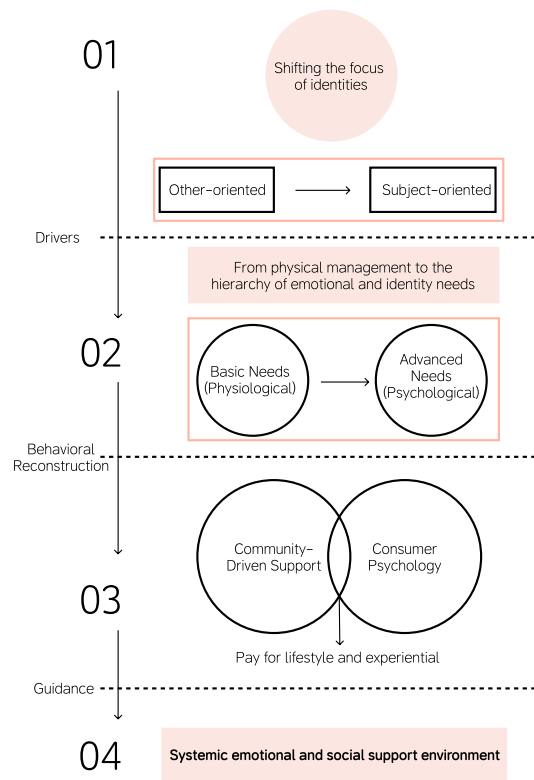 01
Shifting the focus
of identities
Other-oriented
Subject-oriented
Drivers
From physical management to the
hierarchy of emotional and identity needs
02
Basic Needs
(Physiological)
Advanced
Needs
(Psychological)
Behavioral
Reconstruction
Community-
Driven Support
Consumer
Psychology
03
Pay for lifestyle and experiential
Guidance
04
Systemic emotional and social support environment